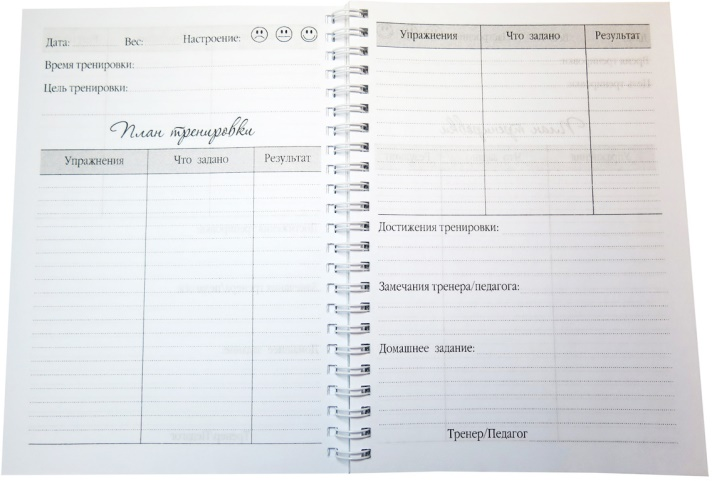 Дата: Вес: Настроение:
Время тренировки:
Цель тренировки:
План тренировки
Упражнения Что задано Результат
Упражнения Что задано Результат
Достижения тренировки:
Замечания тренера/педагога:
Домашнее задание:
Тренер/Педагог